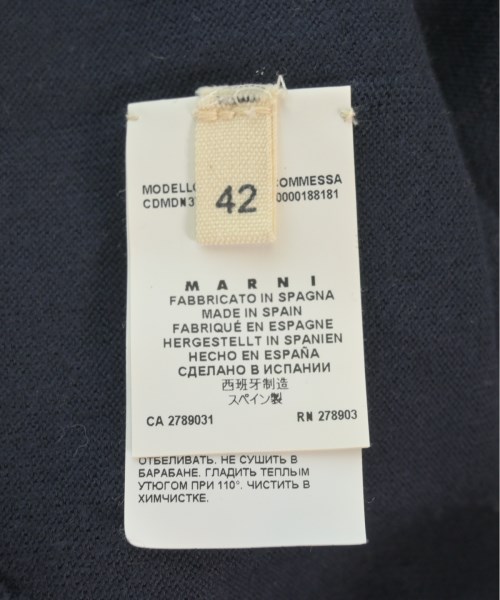 42
COMMESSA
0000188181
MARNI
FABBRICATO IN SPAGNA
MADE IN SPAIN
FABRIQUÉ EN ESPAGNE
HERGESTELLT IN SPANIEN
HECHO EN ESPAÑA
СДЕЛАНО В ИСПАНИИ
西班牙制造
スペイン製
CA 2789031 RN 278903
ОТБЕЛИВАТЬ. НЕ СУШИТЬ В
БАРАБАНЕ. ГЛАДИТЬ ТЕПЛЫМ
УТЮГОМ ПРИ 110°. ЧИСТИТЬ В
ХИМЧИСТКЕ.